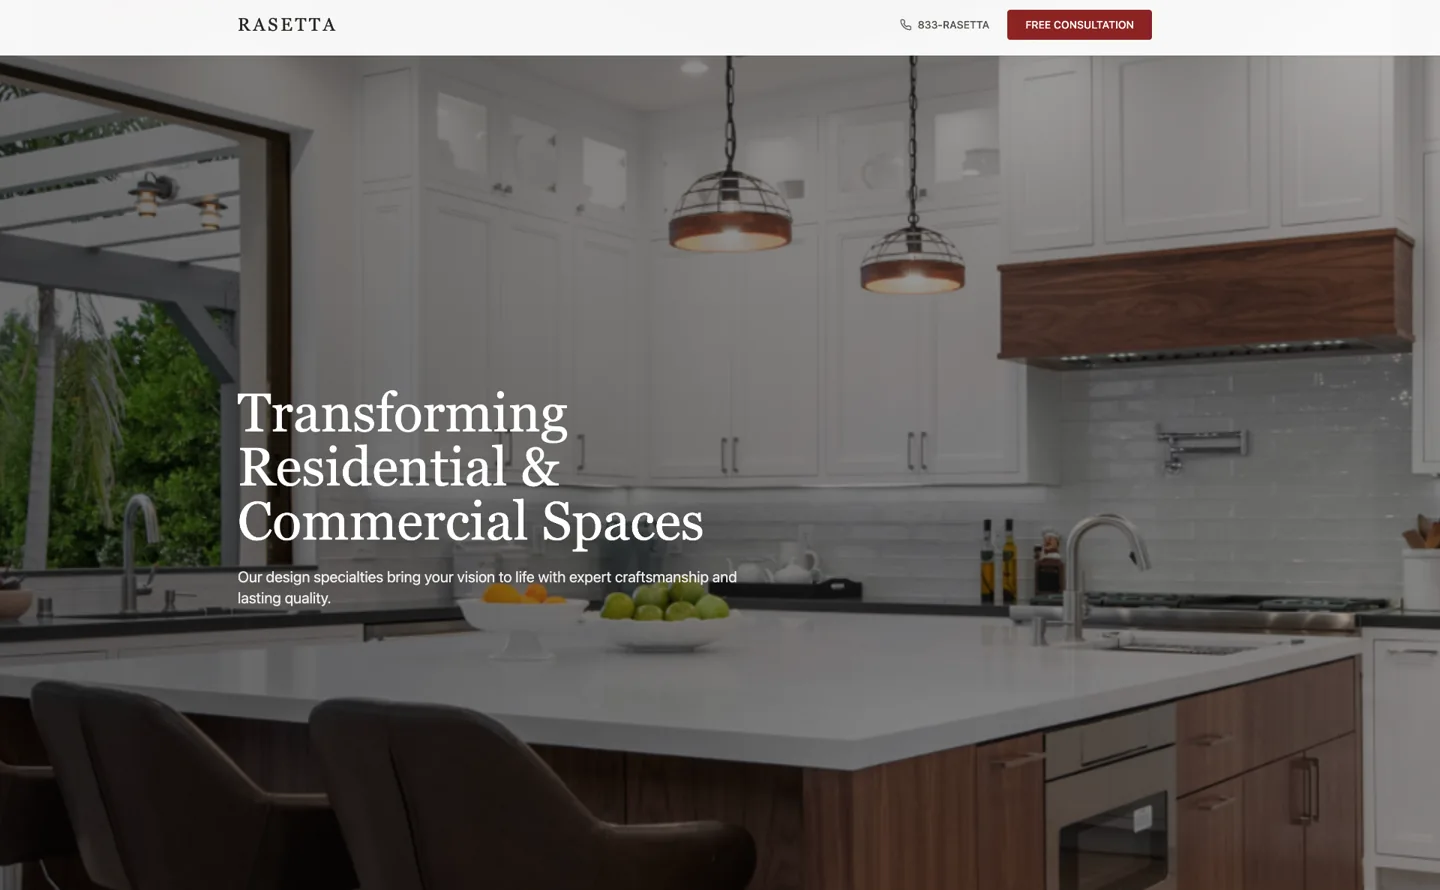 RASETTA
833-RASETTA
FREE CONSULTATION
Transforming
Residential &
Commercial Spaces
Our design specialties bring your vision to life with expert craftsmanship and
lasting quality.